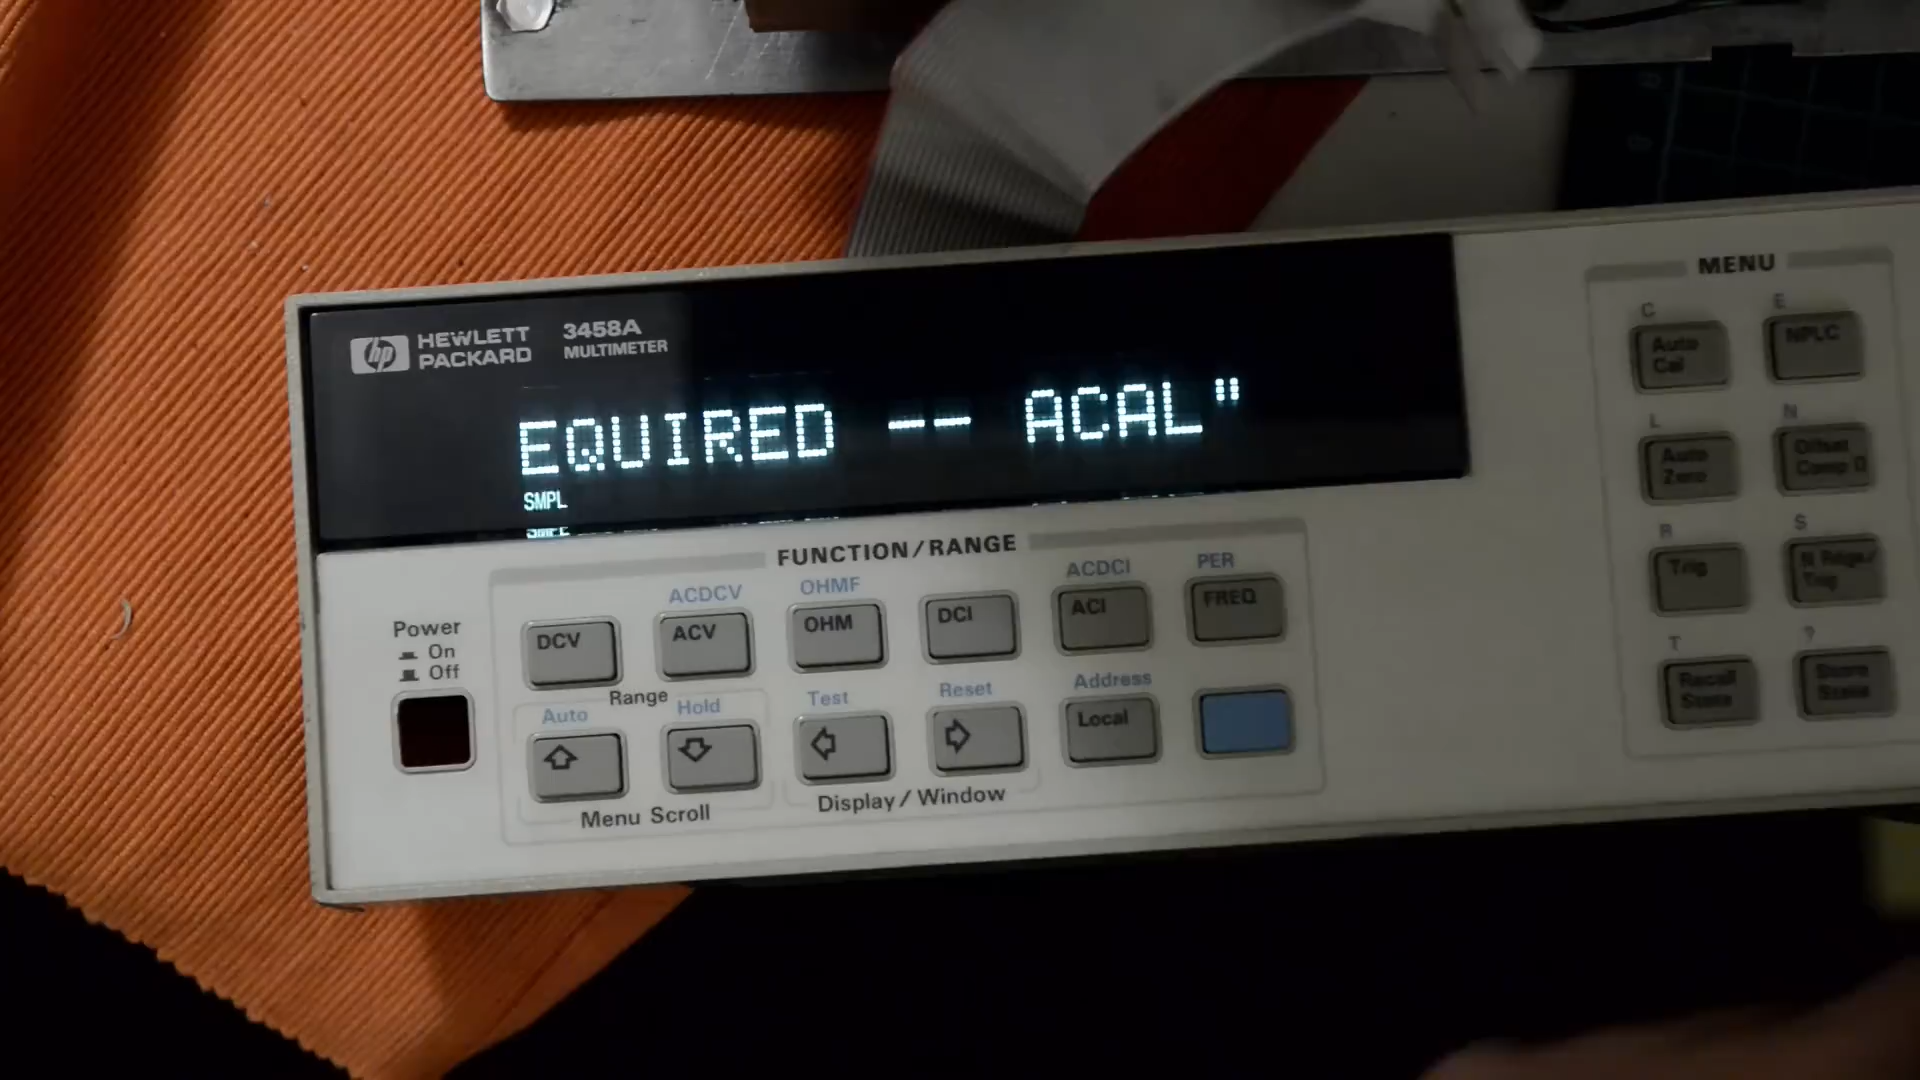 HEWLETT
PACKARD
hp
3458A
MULTIMETER
EQUIRED -- ACAL"
SMPL
FUNCTION/RANGE
ACDCV
OHMF
ACDCI
PER
DCV
ACV
OHM
DCI
ACI
FREQ
Power
On
Off
Range
Auto
Hold
Test
Reset
Address
Local
Menu Scroll
Display/Window
MENU
C
E
Auto
Cal
NPLC
L
N
Auto
Zero
Offset
Comp Ω
R
S
Trig
N Rdgs/
Trig
T
?
Recall
State
Store
State